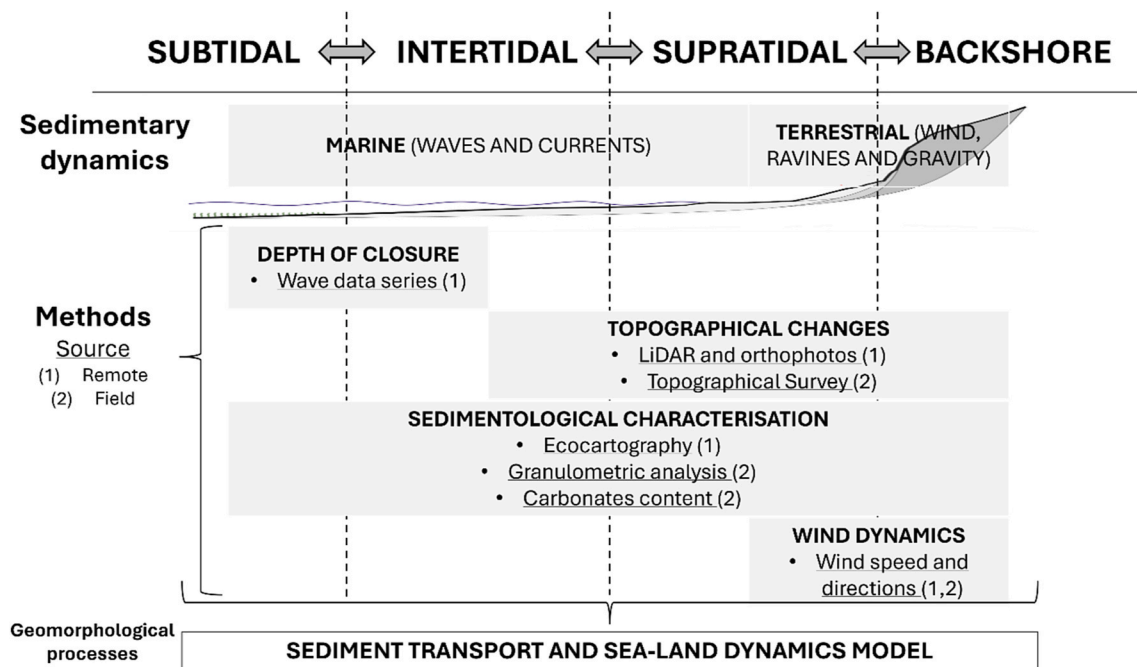 SUBTIDAL INTERTIDAL SUPRATIDAL BACKSHORE
Sedimentary
dynamics
MARINE (WAVES AND CURRENTS)
TERRESTRIAL (WIND,
RAVINES AND GRAVITY)
Methods
Source
(1) Remote
(2) Field
DEPTH OF CLOSURE
• Wave data series (1)
TOPOGRAPHICAL CHANGES
• LiDAR and orthophotos (1)
• Topographical Survey (2)
SEDIMENTOLOGICAL CHARACTERISATION
• Ecocartography (1)
• Granulometric analysis (2)
• Carbonates content (2)
WIND DYNAMICS
• Wind speed and
directions (1,2)
Geomorphological
processes
SEDIMENT TRANSPORT AND SEA-LAND DYNAMICS MODEL